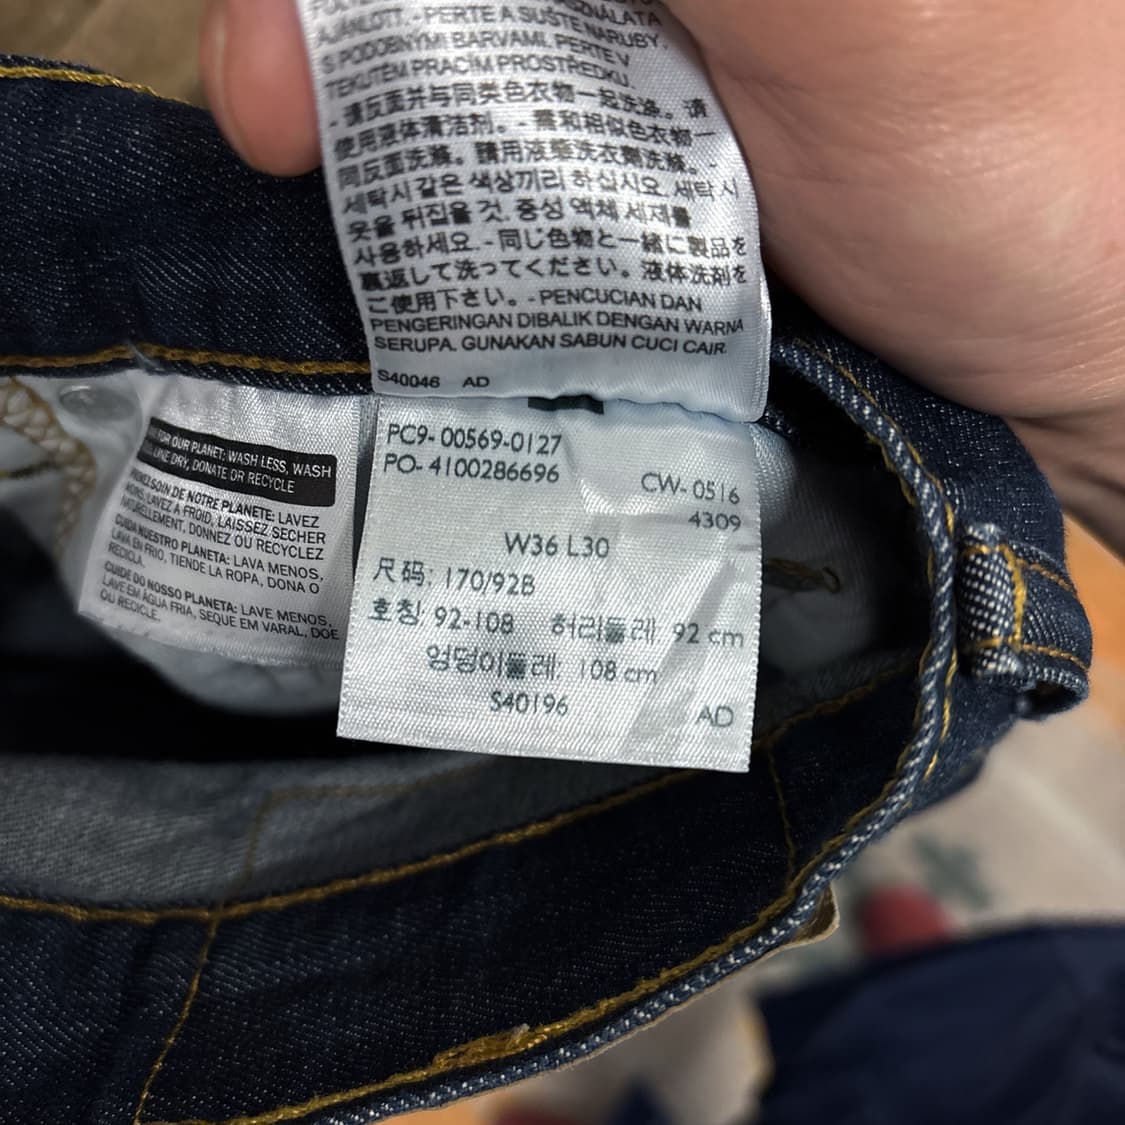 AJÁNLOTT. - PERTE A SUŠTE NARUBY.
S PODOBNÝMI BARVAMI. PERTE V
TEKUTÉM PRACÍM PROSTŘEDKU.
- 请反面并与同类色衣物一起洗涤。请
使用液体清洁剂。- 需和相似色衣物一
同反面洗滌。請用液態洗衣劑洗滌。-
세탁시 같은 색상끼리 하십시오. 세탁 시
옷을 뒤집을 것. 중성 액체 세제를
사용하세요. - 同じ色物と一緒に製品を
裏返して洗ってください。液体洗剤を
ご使用下さい。- PENCUCIAN DAN
PENGERINGAN DIBALIK DENGAN WARNA
SERUPA. GUNAKAN SABUN CUCI CAIR.
S40046 AD
FOR OUR PLANET: WASH LESS, WASH
LINE DRY, DONATE OR RECYCLE
SOIN DE NOTRE PLANETE: LAVEZ
MOINS, LAVEZ A FROID, LAISSEZ SECHER
NATURELLEMENT, DONNEZ OU RECYCLEZ
CUIDA NUESTRO PLANETA: LAVA MENOS,
LAVA EN FRIO, TIENDE LA ROPA, DONA O
RECICLA.
CUIDE DO NOSSO PLANETA: LAVE MENOS,
LAVE EM ÁGUA FRIA, SEQUE EM VARAL, DOE
OU RECICLE.
PC9- 00569-0127
PO- 4100286696
CW- 0516
4309
W36 L30
尺码: 170/92B
호칭: 92-108 허리둘레: 92 cm
엉덩이둘레: 108 cm
S40196 AD